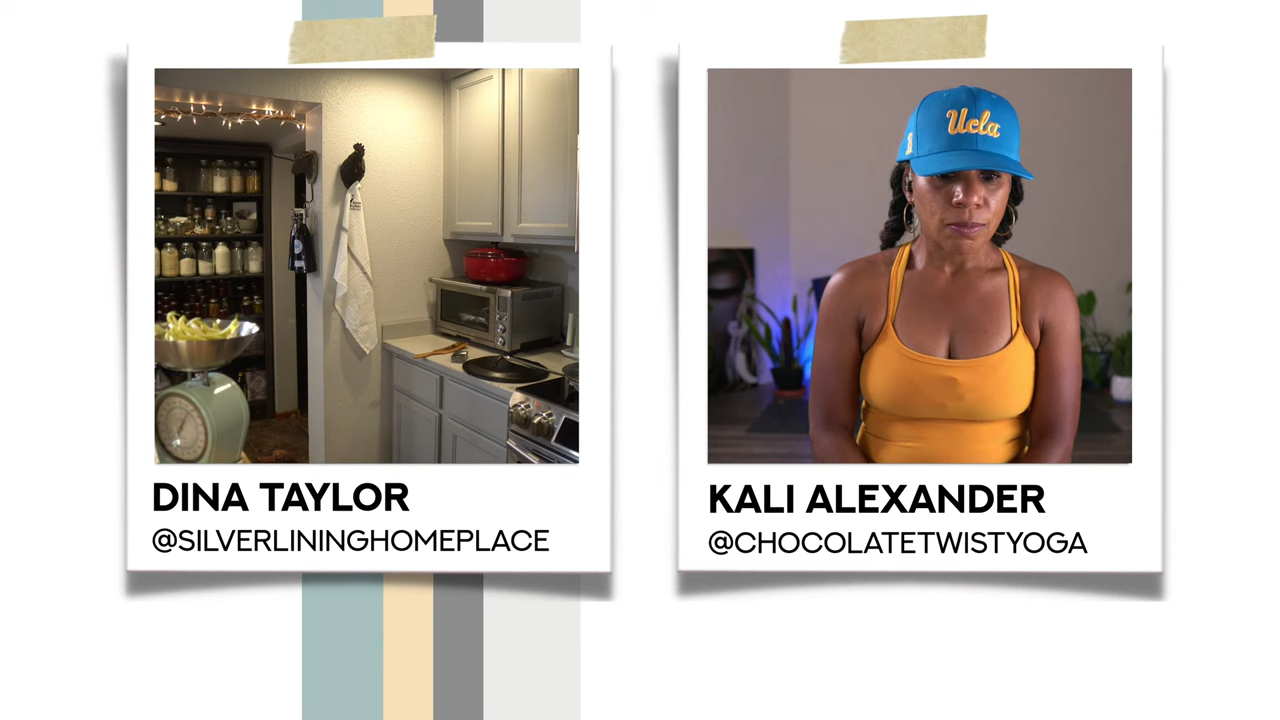 Ucla
DINA TAYLOR
@SILVERLININGHOMEPLACE
KALI ALEXANDER
@CHOCOLATETWISTYOGA